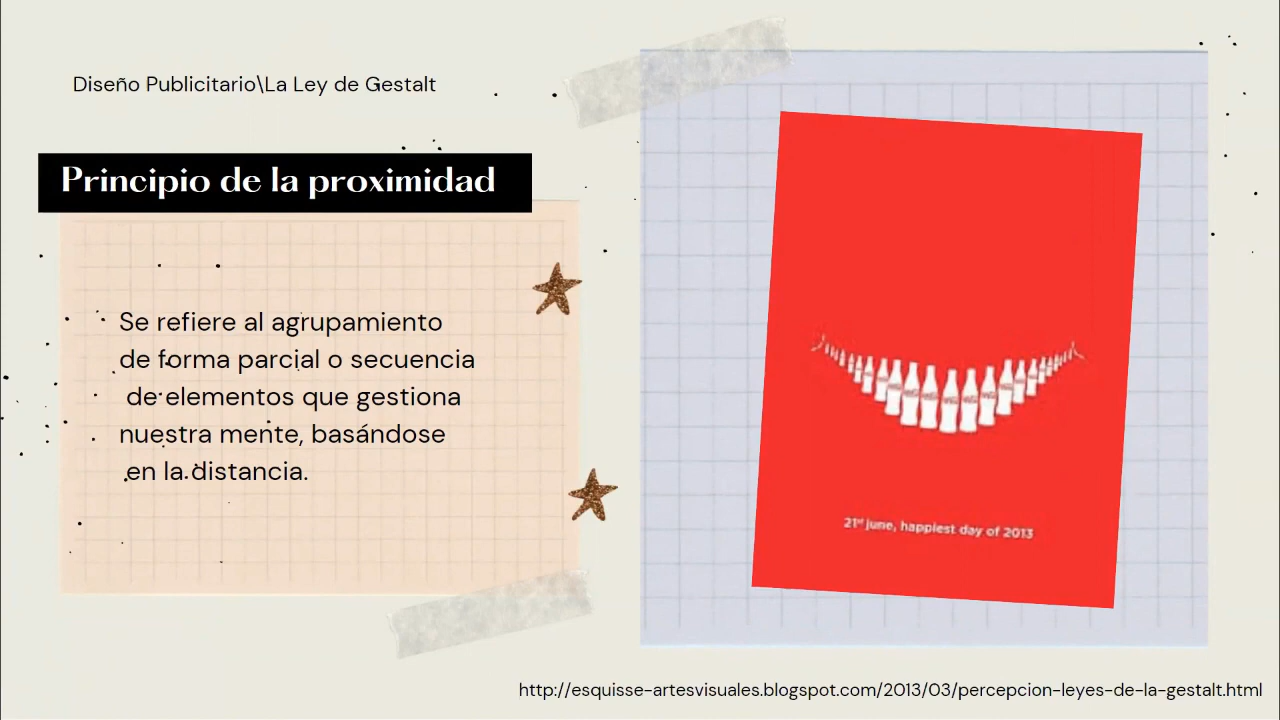 Diseño Publicitario\La Ley de Gestalt
Principio de la proximidad
Se refiere al agrupamiento
de forma parcial o secuencia
de elementos que gestiona
nuestra mente, basándose
en la distancia.
21st june, happiest day of 2013
http://esquisse-artesvisuales.blogspot.com/2013/03/percepcion-leyes-de-la-gestalt.html